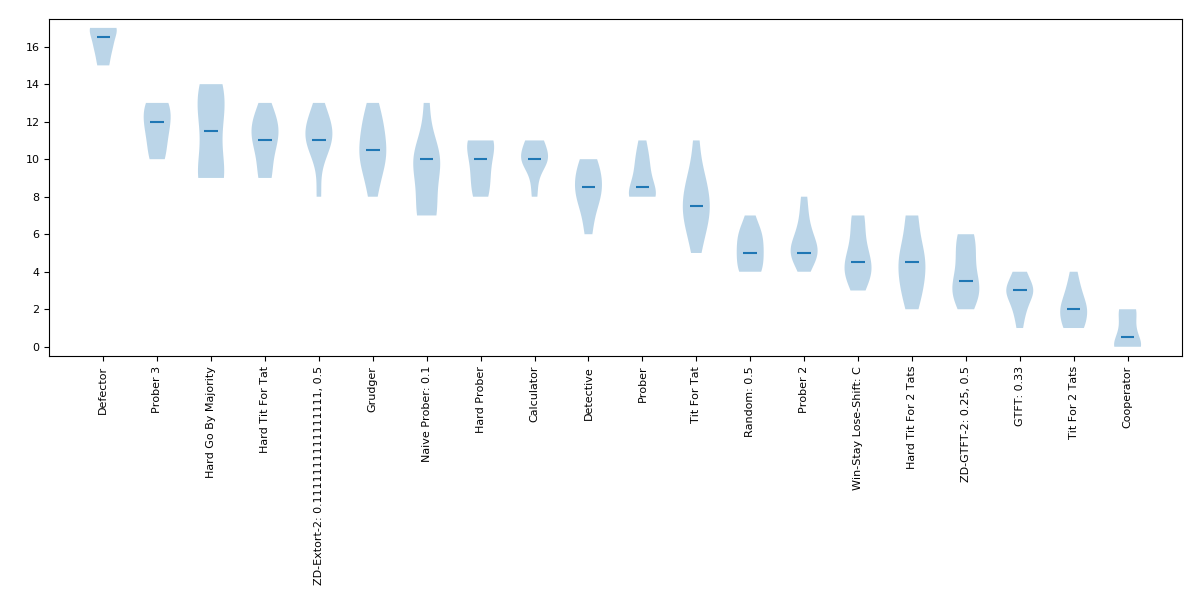 16
14
12
10
8
6
4
2
0
Defector
Prober 3
Hard Go By Majority
Hard Tit For Tat
ZD-Extort-2: 0.1111111111111111, 0.5
Grudger
Naive Prober: 0.1
Hard Prober
Calculator
Detective
Prober
Tit For Tat
Random: 0.5
Prober 2
Win-Stay Lose-Shift: C
Hard Tit For 2 Tats
ZD-GTFT-2: 0.25, 0.5
GTFT: 0.33
Tit For 2 Tats
Cooperator